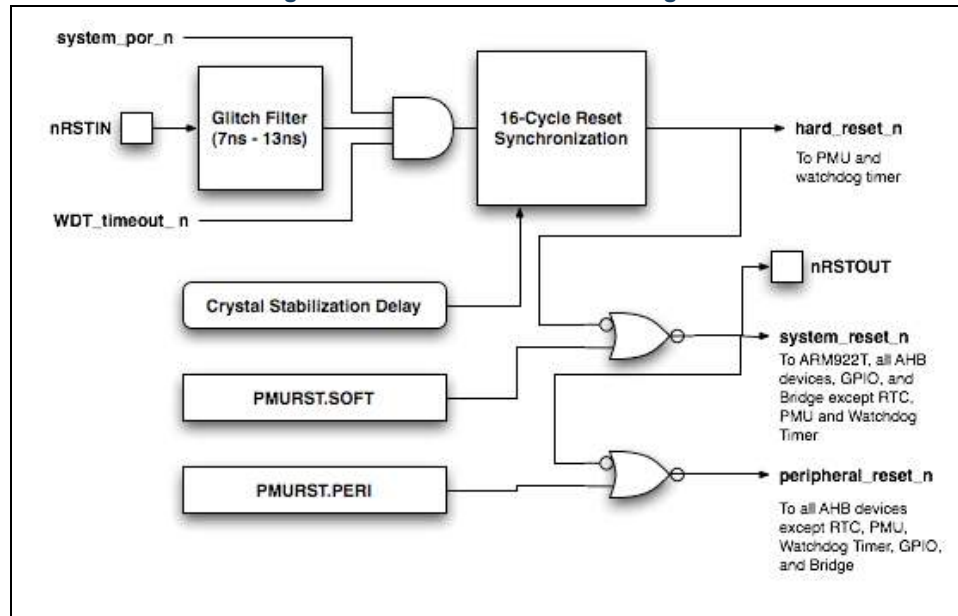 system_por_n
nRSTIN
Glitch Filter
(7ns - 13ns)
WDT_timeout_ n
16-Cycle Reset
Synchronization
hard_reset_n
To PMU and
watchdog timer
nRSTOUT
Crystal Stabilization Delay
system_reset_n
To ARM922T, all AHB
devices, GPIO, and
Bridge except RTC,
PMU and Watchdog
Timer
PMURST.SOFT
PMURST.PERI
peripheral_reset_n
To all AHB devices
except RTC, PMU,
Watchdog Timer, GPIO,
and Bridge